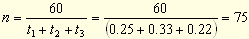 n = 60 / (t₁ + t₂ + t₃) = 60 / (0.25 + 0.33 + 0.22) = 75